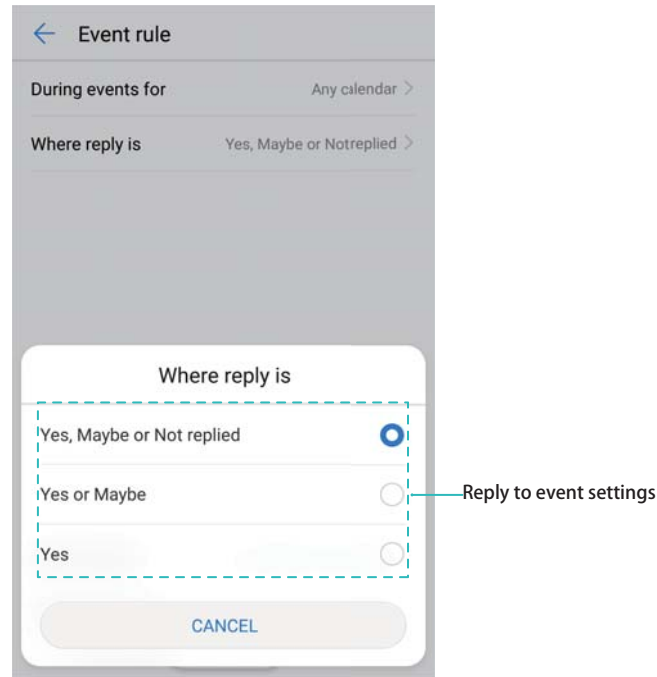 Event rule
During events for Any calendar
Where reply is Yes, Maybe or Notreplied
Where reply is
Yes, Maybe or Not replied
Yes or Maybe
Reply to event settings
Yes
CANCEL